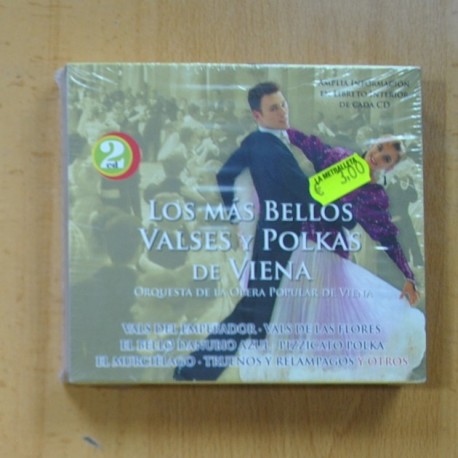 AMPLIA INFORMACIÓN
EN LIBRETO INTERIOR
DE CADA CD
2
cd
LA METRALLETA
€ 3,00
LOS MÁS BELLOS
VALSES Y POLKAS
DE VIENA
ORQUESTA DE LA OPERA POPULAR DE VIENA
VALS DEL EMPERADOR · VALS DE LAS FLORES
EL BELLO DANUBIO AZUL · PIZZICATO POLKA
EL MURCIÉLAGO · TRUENOS Y RELÁMPAGOS Y OTROS